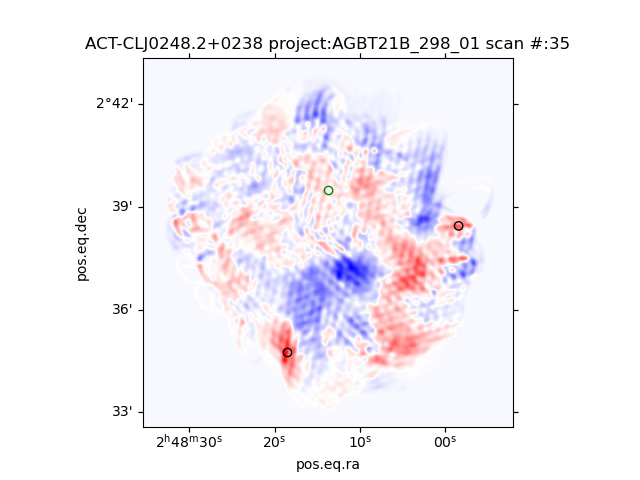 ACT-CLJ0248.2+0238 project:AGBT21B_298_01 scan #:35
2°42'
39'
36'
33'
2ʰ48ᵐ30ˢ 20ˢ 10ˢ 00ˢ
pos.eq.dec
pos.eq.ra